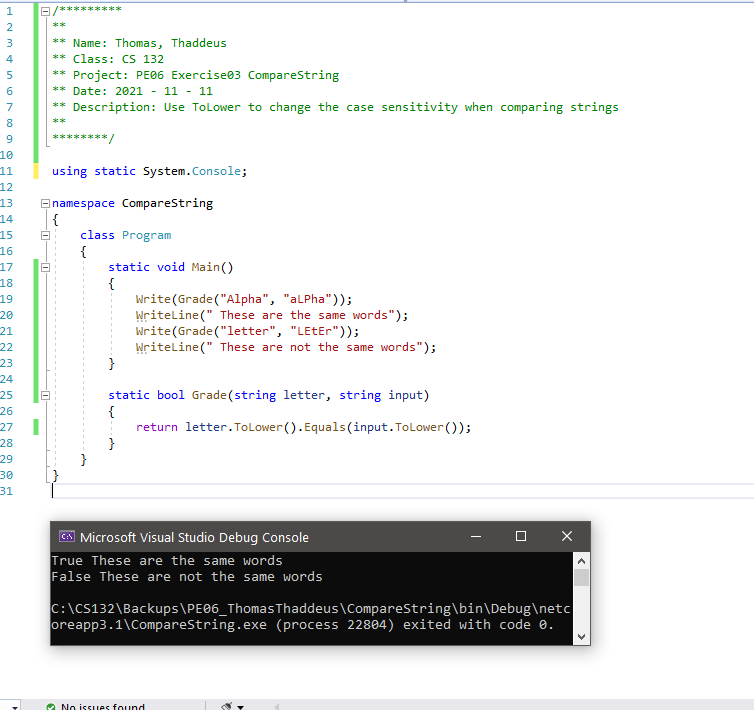 1 /*********
2 **
3 ** Name: Thomas, Thaddeus
4 ** Class: CS 132
5 ** Project: PE06 Exercise03 CompareString
6 ** Date: 2021 - 11 - 11
7 ** Description: Use ToLower to change the case sensitivity when comparing strings
8 **
9 ********/
10
11 using static System.Console;
12
13 namespace CompareString
14 {
15 class Program
16 {
17 static void Main()
18 {
19 Write(Grade("Alpha", "aLPha"));
20 WriteLine(" These are the same words");
21 Write(Grade("letter", "LEtEr"));
22 WriteLine(" These are not the same words");
23 }
24
25 static bool Grade(string letter, string input)
26 {
27 return letter.ToLower().Equals(input.ToLower());
28 }
29 }
30 }
31
C:\ Microsoft Visual Studio Debug Console
True These are the same words
False These are not the same words
C:\CS132\Backups\PE06_ThomasThaddeus\CompareString\bin\Debug\netc
oreapp3.1\CompareString.exe (process 22804) exited with code 0.
No issues found